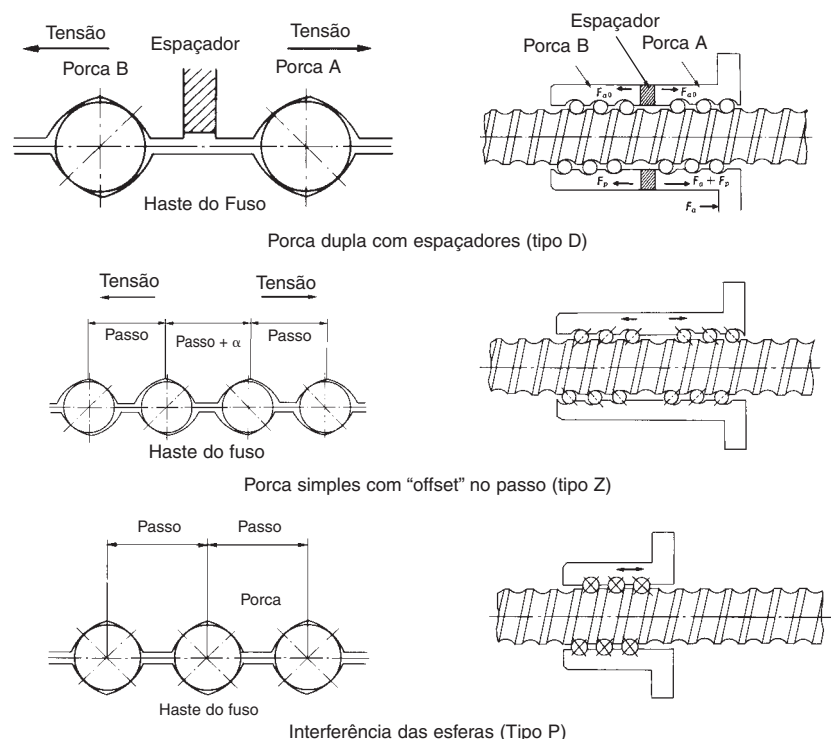 Tensão
Espaçador
Tensão
Porca B
Porca A
Haste do Fuso
Espaçador
Porca B
Porca A
Fa0
Fa0
Fp
Fa + Fp
Fa
Porca dupla com espaçadores (tipo D)
Tensão
Tensão
Passo
Passo + α
Passo
Haste do fuso
Porca simples com “offset” no passo (tipo Z)
Passo
Passo
Porca
Haste do fuso
Interferência das esferas (Tipo P)